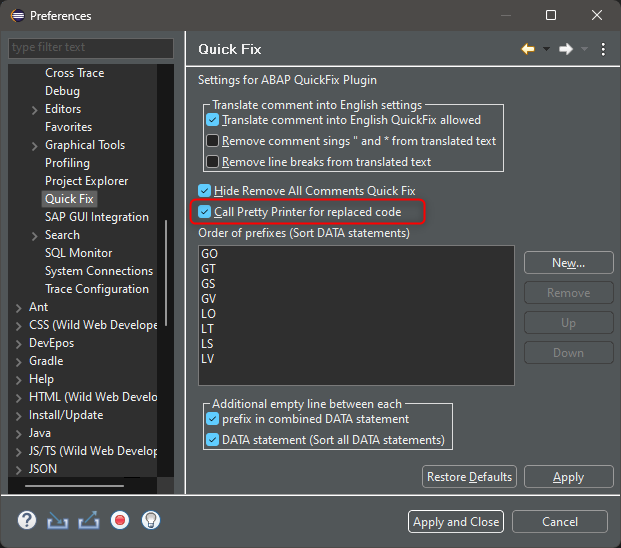 Preferences
type filter text
Cross Trace
Debug
Editors
Favorites
Graphical Tools
Profiling
Project Explorer
Quick Fix
SAP GUI Integration
Search
SQL Monitor
System Connections
Trace Configuration
Ant
CSS (Wild Web Develope
DevEpos
Gradle
Help
HTML (Wild Web Develo
Install/Update
Java
JS/TS (Wild Web Develop
JSON
Quick Fix
Settings for ABAP QuickFix Plugin
Translate comment into English settings
Translate comment into English QuickFix allowed
Remove comment sings " and * from translated text
Remove line breaks from translated text
Hide Remove All Comments Quick Fix
Call Pretty Printer for replaced code
Order of prefixes (Sort DATA statements)
GO
GT
GS
GV
LO
LT
LS
LV
New...
Remove
Up
Down
Additional empty line between each
prefix in combined DATA statement
DATA statement (Sort all DATA statements)
Restore Defaults
Apply
Apply and Close
Cancel